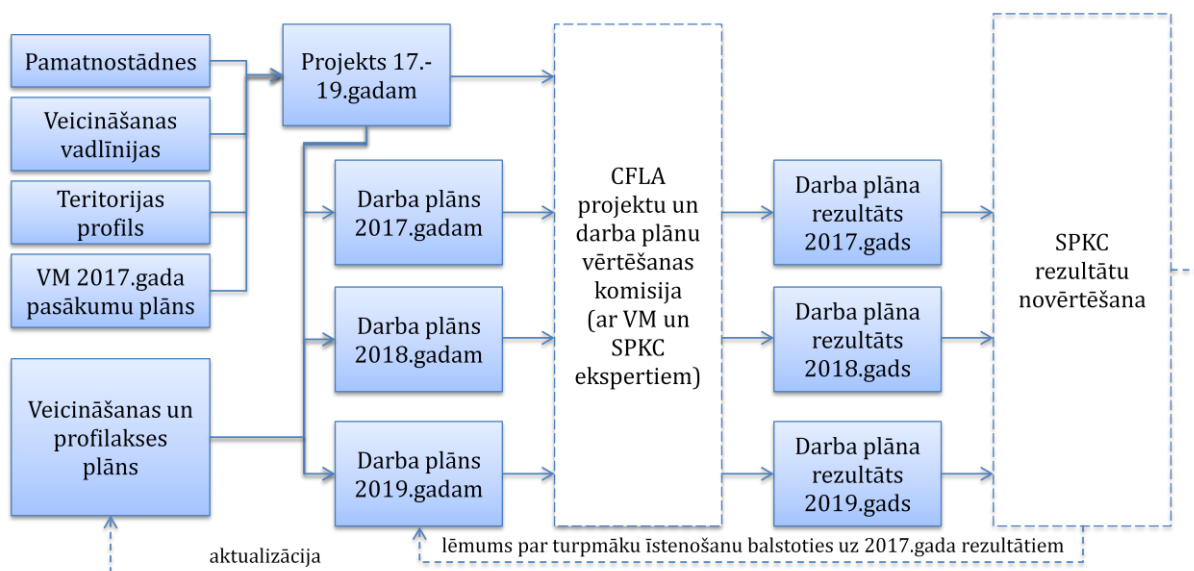 Pamatnostādnes
Veicināšanas
vadlīnijas
Teritorijas
profils
VM 2017.gada
pasākumu plāns
Veicināšanas un
profilakses
plāns
Projekts 17.-
19.gadam
Darba plāns
2017.gadam
Darba plāns
2018.gadam
Darba plāns
2019.gadam
CFLA
projektu un
darba plānu
vērtēšanas
komisija
(ar VM un
SPKC
ekspertiem)
Darba plāna
rezultāts
2017.gads
Darba plāna
rezultāts
2018.gads
Darba plāna
rezultāts
2019.gads
SPKC
rezultātu
novērtēšana
aktualizācija
lēmums par turpmāku īstenošanu balstoties uz 2017.gada rezultātiem